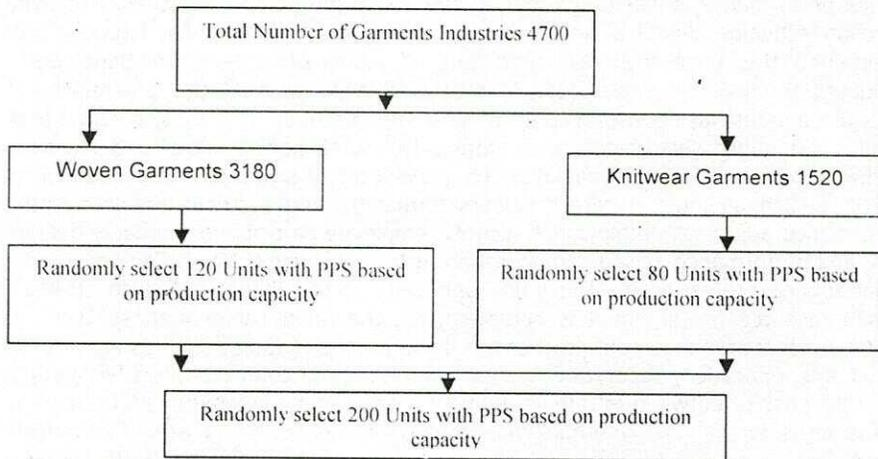 Total Number of Garments Industries 4700
Woven Garments 3180
Knitwear Garments 1520
Randomly select 120 Units with PPS based
on production capacity
Randomly select 80 Units with PPS based
on production capacity
Randomly select 200 Units with PPS based on production
capacity